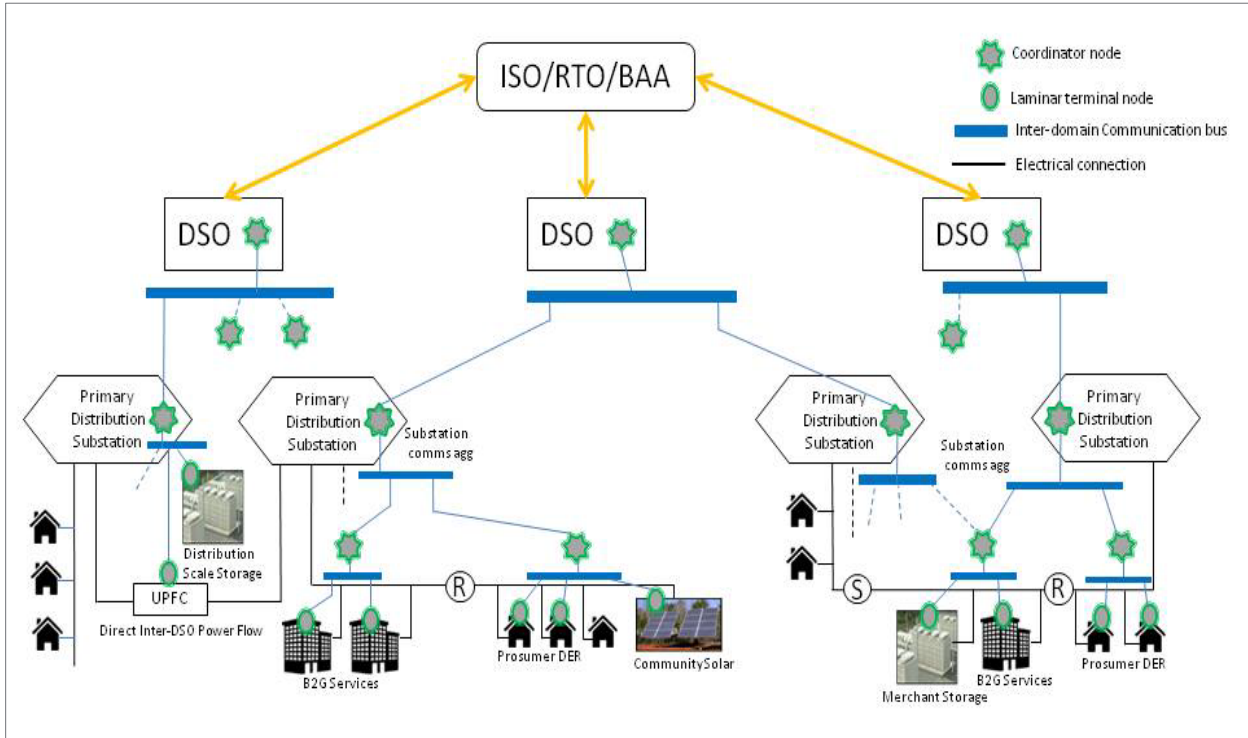 ISO/RTO/BAA
Coordinator node
Laminar terminal node
Inter-domain Communication bus
Electrical connection
DSO
DSO
DSO
Primary
Distribution
Substation
Primary
Distribution
Substation
Substation
comms agg
Primary
Distribution
Substation
Substation
comms agg
Primary
Distribution
Substation
Distribution
Scale Storage
UPFC
Direct Inter-DSO Power Flow
R
B2G Services
Prosumer DER
Community Solar
S
R
Merchant Storage
B2G Services
Prosumer DER